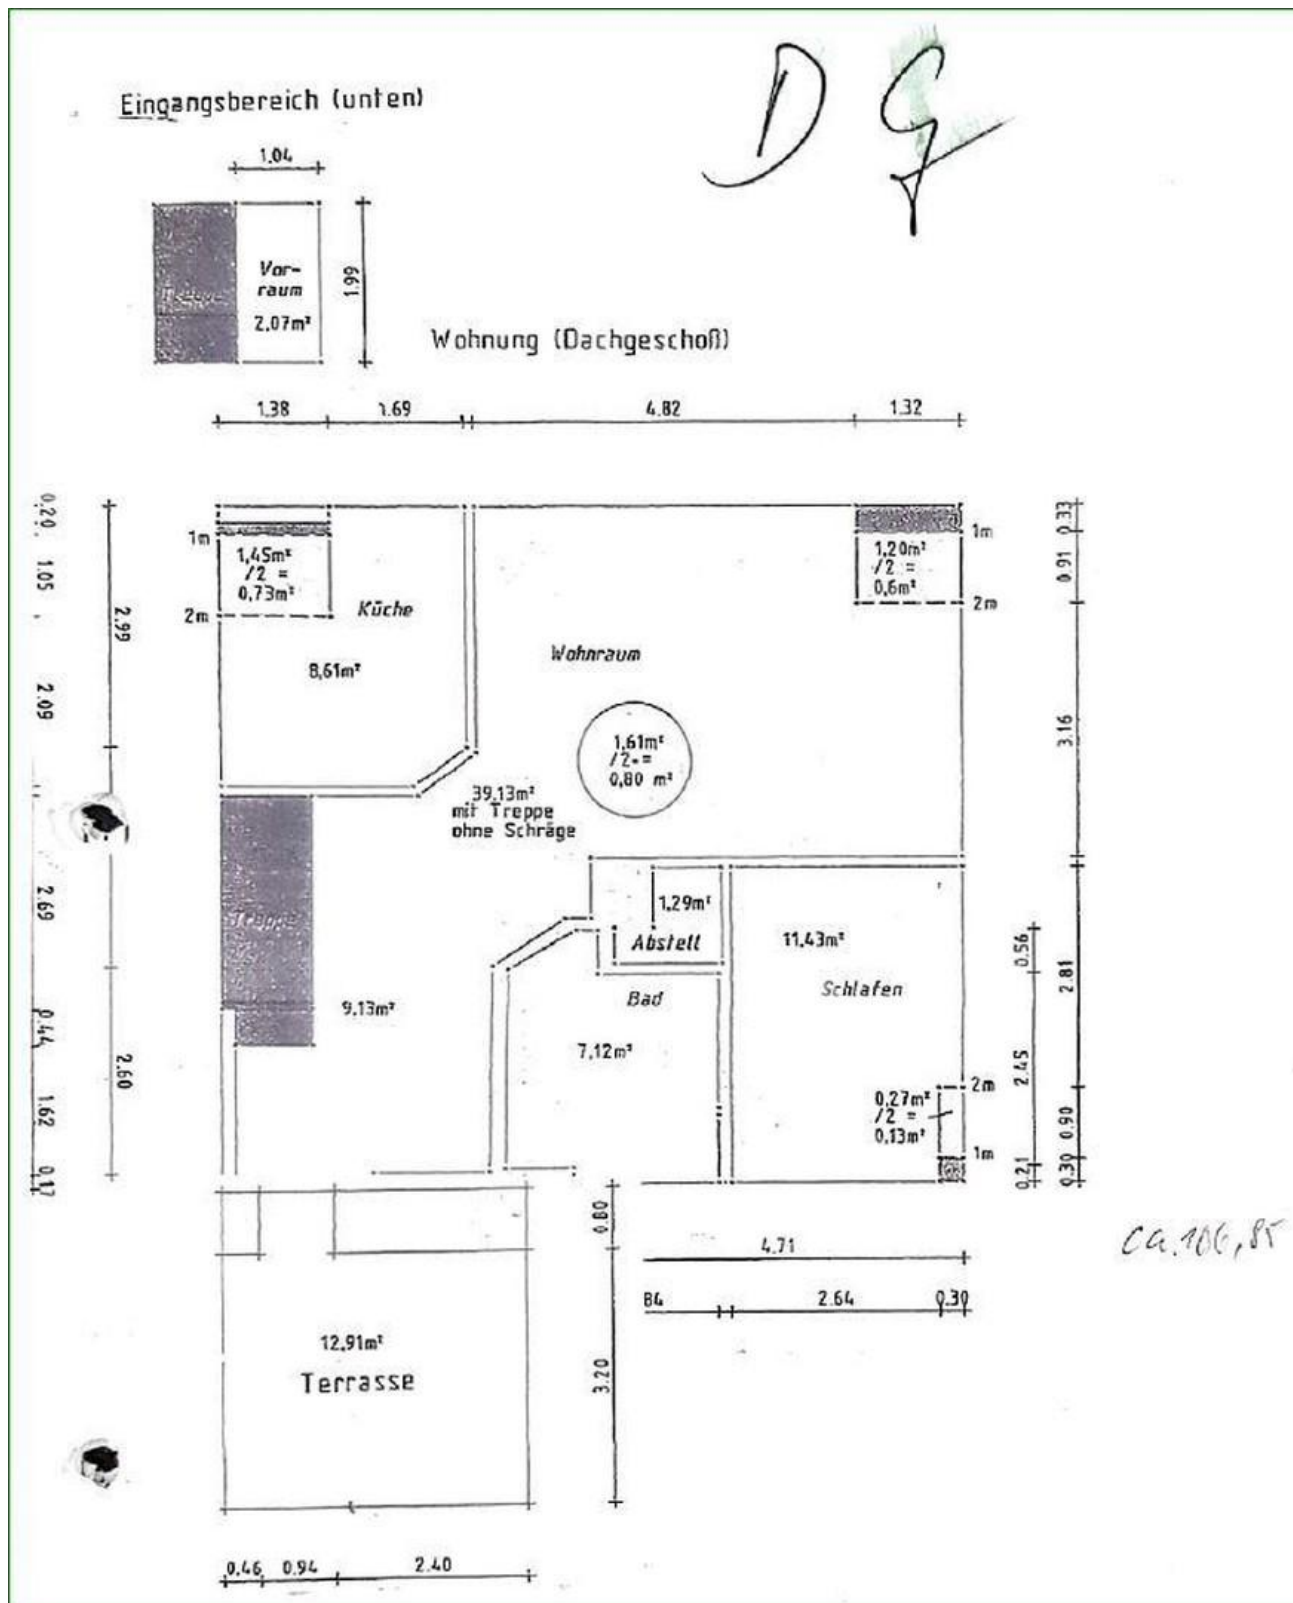 Eingangsbereich (unten)
DG
1.04
Treppe
Vor-
raum
2.07m²
1.99
Wohnung (Dachgeschoß)
1.38
1.69
4.82
1.32
0.20
1.05
2.09
2.69
0.44
1.62
0.17
2.99
2.60
1m
1,45m²
/2 =
0,73m²
2m
Küche
8,61m²
Wohnraum
1,61m²
/2 =
0,80 m²
39,13m²
mit Treppe
ohne Schräge
1,20m²
/2 =
0,6m²
1m
2m
0.33
0.91
3.16
2.81
0.90
0.30
0.56
2.45
0.21
Treppe
9.13m²
1,29m²
Abstell
Bad
7,12m²
11,43m²
Schlafen
0,27m²
/2 =
0,13m²
2m
1m
0.80
3.20
4.71
84
2.64
0.30
ca. 106,85
12,91m²
Terrasse
0.46
0.94
2.40